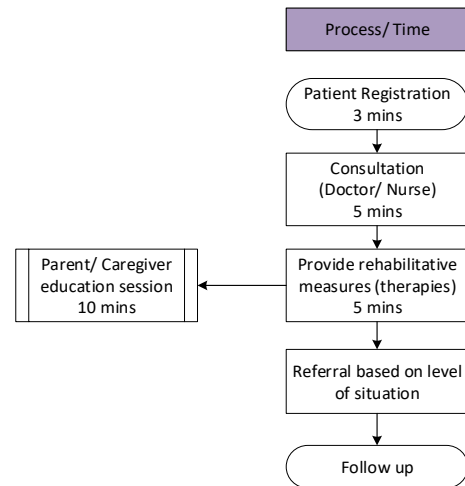 Process/ Time
Patient Registration
3 mins
Consultation
(Doctor/ Nurse)
5 mins
Parent/ Caregiver
education session
10 mins
Provide rehabilitative
measures (therapies)
5 mins
Referral based on level
of situation
Follow up